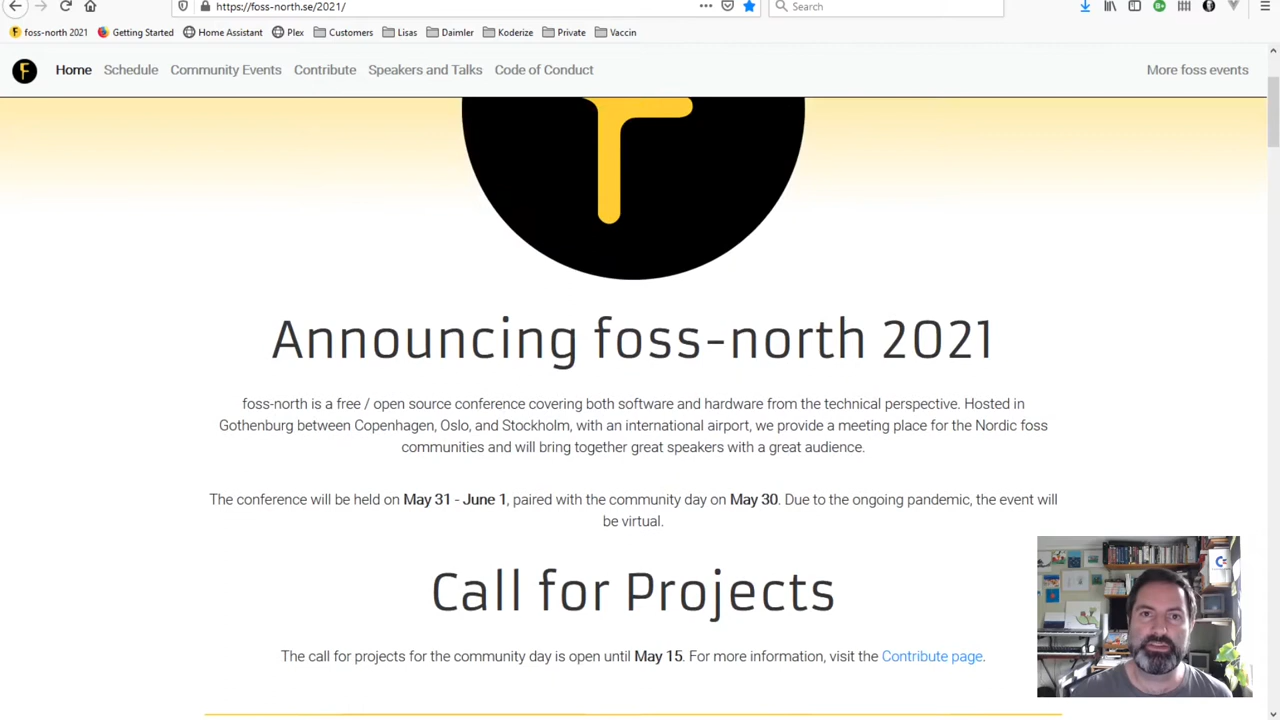 https://foss-north.se/2021/
Search
foss-north 2021 Getting Started Home Assistant Plex Customers Lisas Daimler Koderize Private Vaccin
Home Schedule Community Events Contribute Speakers and Talks Code of Conduct More foss events
Announcing foss-north 2021
foss-north is a free / open source conference covering both software and hardware from the technical perspective. Hosted in
Gothenburg between Copenhagen, Oslo, and Stockholm, with an international airport, we provide a meeting place for the Nordic foss
communities and will bring together great speakers with a great audience.
The conference will be held on May 31 - June 1, paired with the community day on May 30. Due to the ongoing pandemic, the event will
be virtual.
Call for Projects
The call for projects for the community day is open until May 15. For more information, visit the Contribute page.